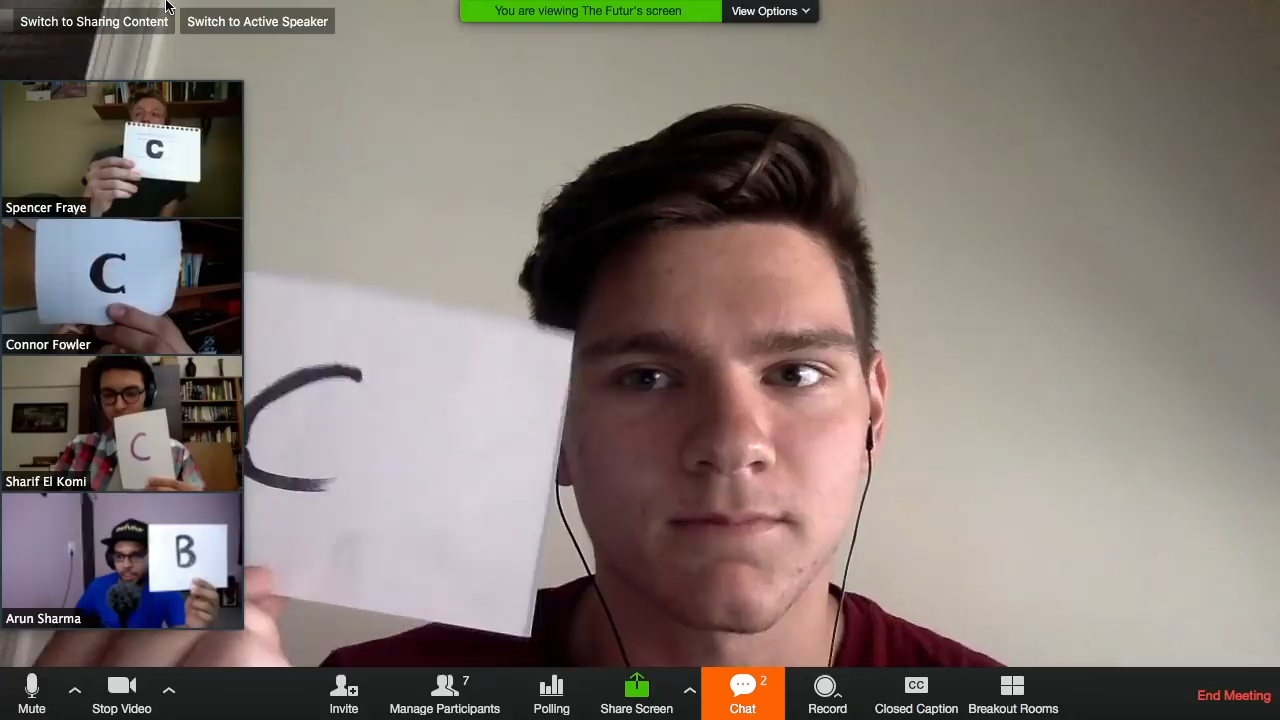 You are viewing The Futur's screen
View Options
Switch to Sharing Content
Switch to Active Speaker
C
Spencer Fraye
C
Connor Fowler
C
Sharif El Komi
B
Arun Sharma
C
Mute
Stop Video
Invite
7
Manage Participants
Polling
Share Screen
2
Chat
Record
CC
Closed Caption
Breakout Rooms
End Meeting